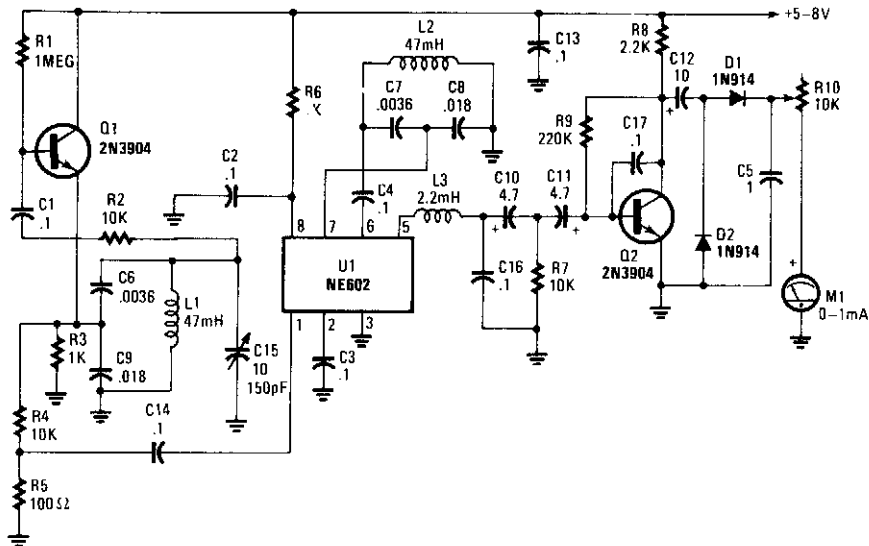 +5-8V
R1
1MEG
Q1
2N3904
C1
.1
R2
10K
C2
.1
R6
L2
47mH
C7
.0036
C8
.018
C13
.1
R8
2.2K
C12
10
D1
1N914
R10
10K
R9
220K
C17
.1
C4
.1
L3
2.2mH
C10
4.7
C11
4.7
+
+
+
Q2
2N3904
D2
1N914
C5
1
+
M1
0-1mA
8
7
6
5
U1
NE602
1
2
3
C6
.0036
L1
47mH
C15
10
150pF
C3
.1
C16
.1
R7
10K
R3
1K
C9
.018
R4
10K
C14
.1
R5
100Ω